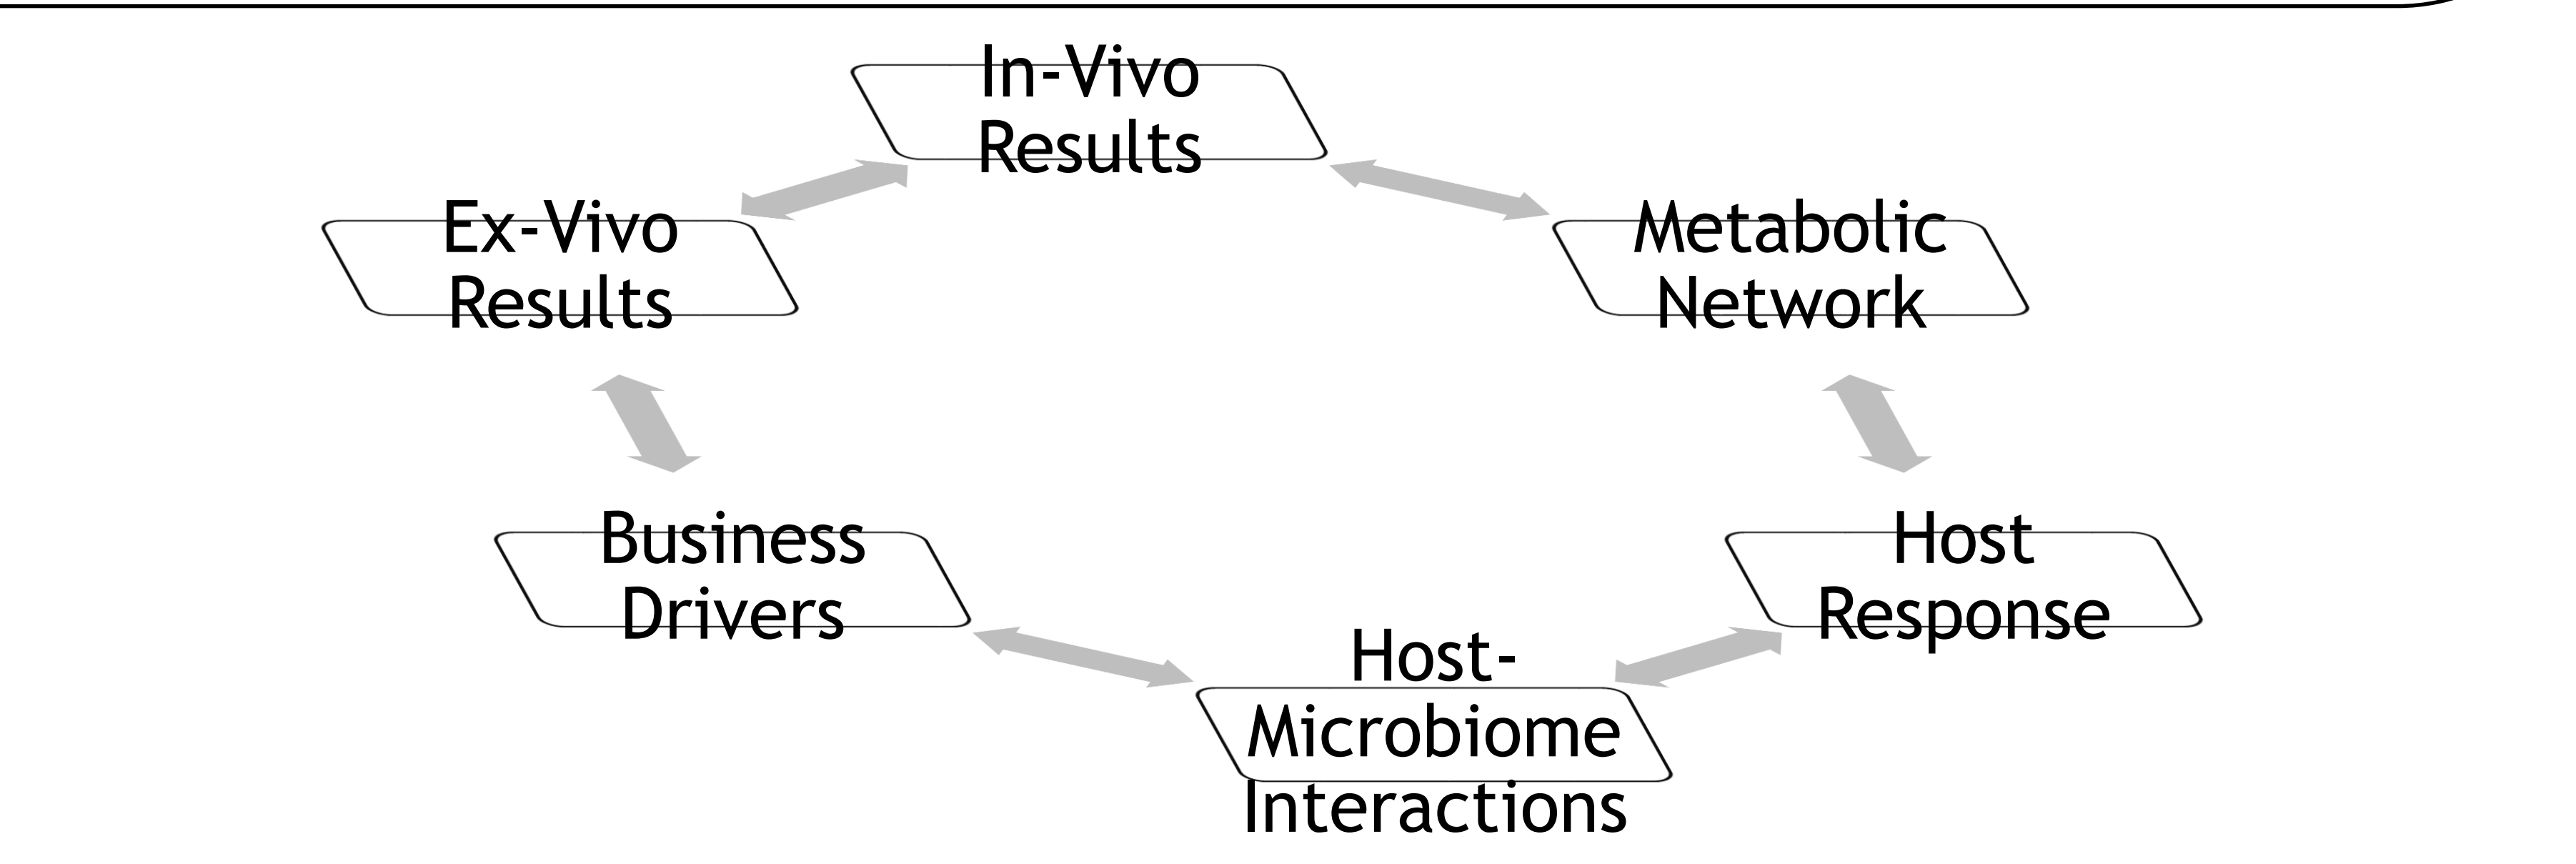 In-Vivo
Results
Ex-Vivo
Results
Metabolic
Network
Business
Drivers
Host
Response
Host-
Microbiome
Interactions